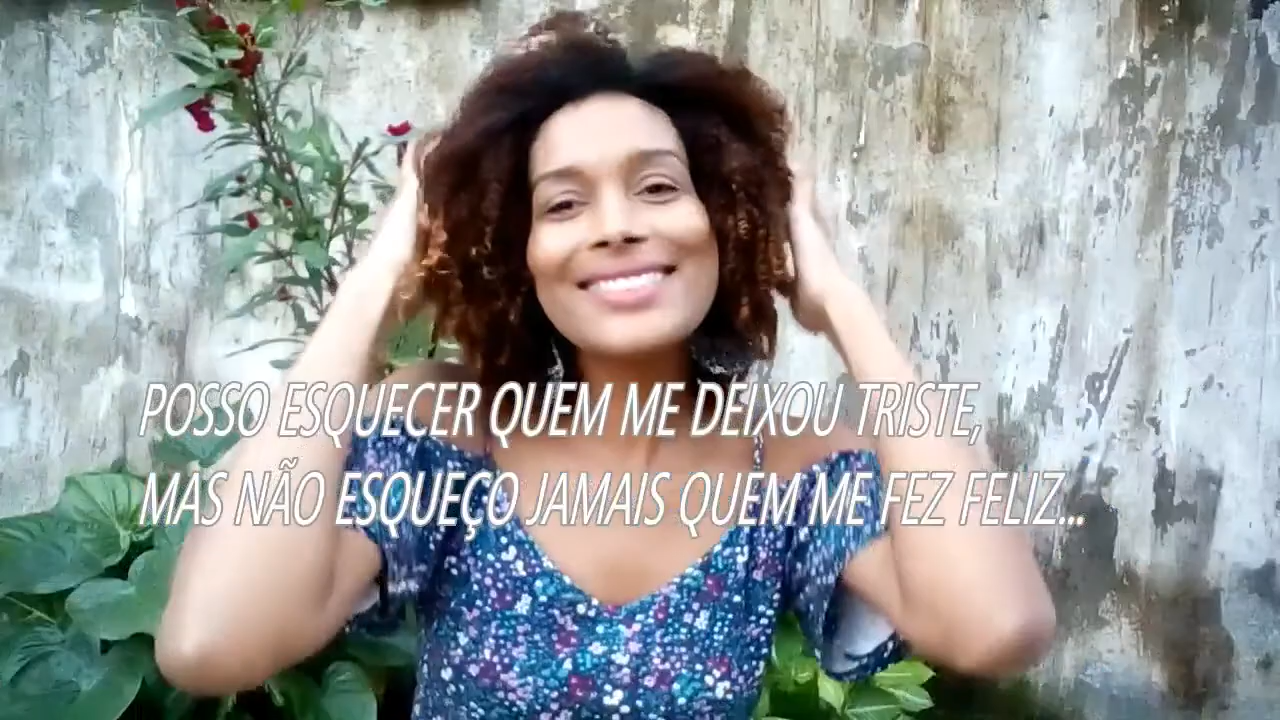 POSSO ESQUECER QUEM ME DEIXOU TRISTE,
MAS NÃO ESQUEÇO JAMAIS QUEM ME FEZ FELIZ...